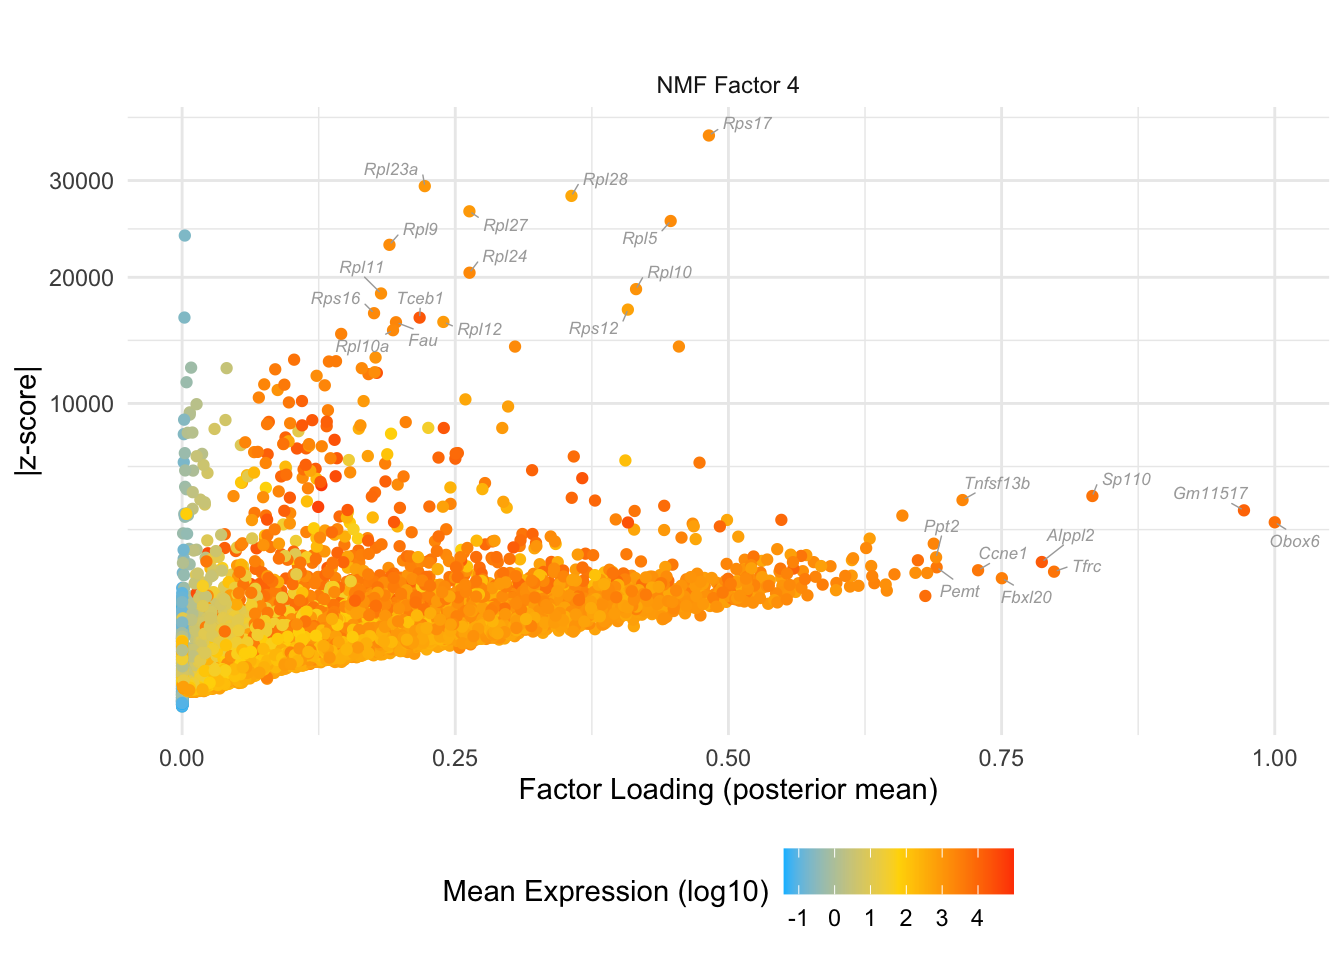 NMF Factor 4
Rps17
Rpl23a
Rpl28
30000
Rpl9
Rpl27
Rpl5
Rpl24
Rpl11
Rpl10
20000
Rps16
Tceb1
Rpl12
Rps12
Rpl10a
Fau
10000
|z-score|
Tnfsf13b
Sp110
Gm11517
Ppt2
Alppl2
Obox6
Ccne1
Tfrc
Pemt
Fbxl20
0.00
0.25
0.50
0.75
1.00
Factor Loading (posterior mean)
Mean Expression (log10)
-1
0
1
2
3
4